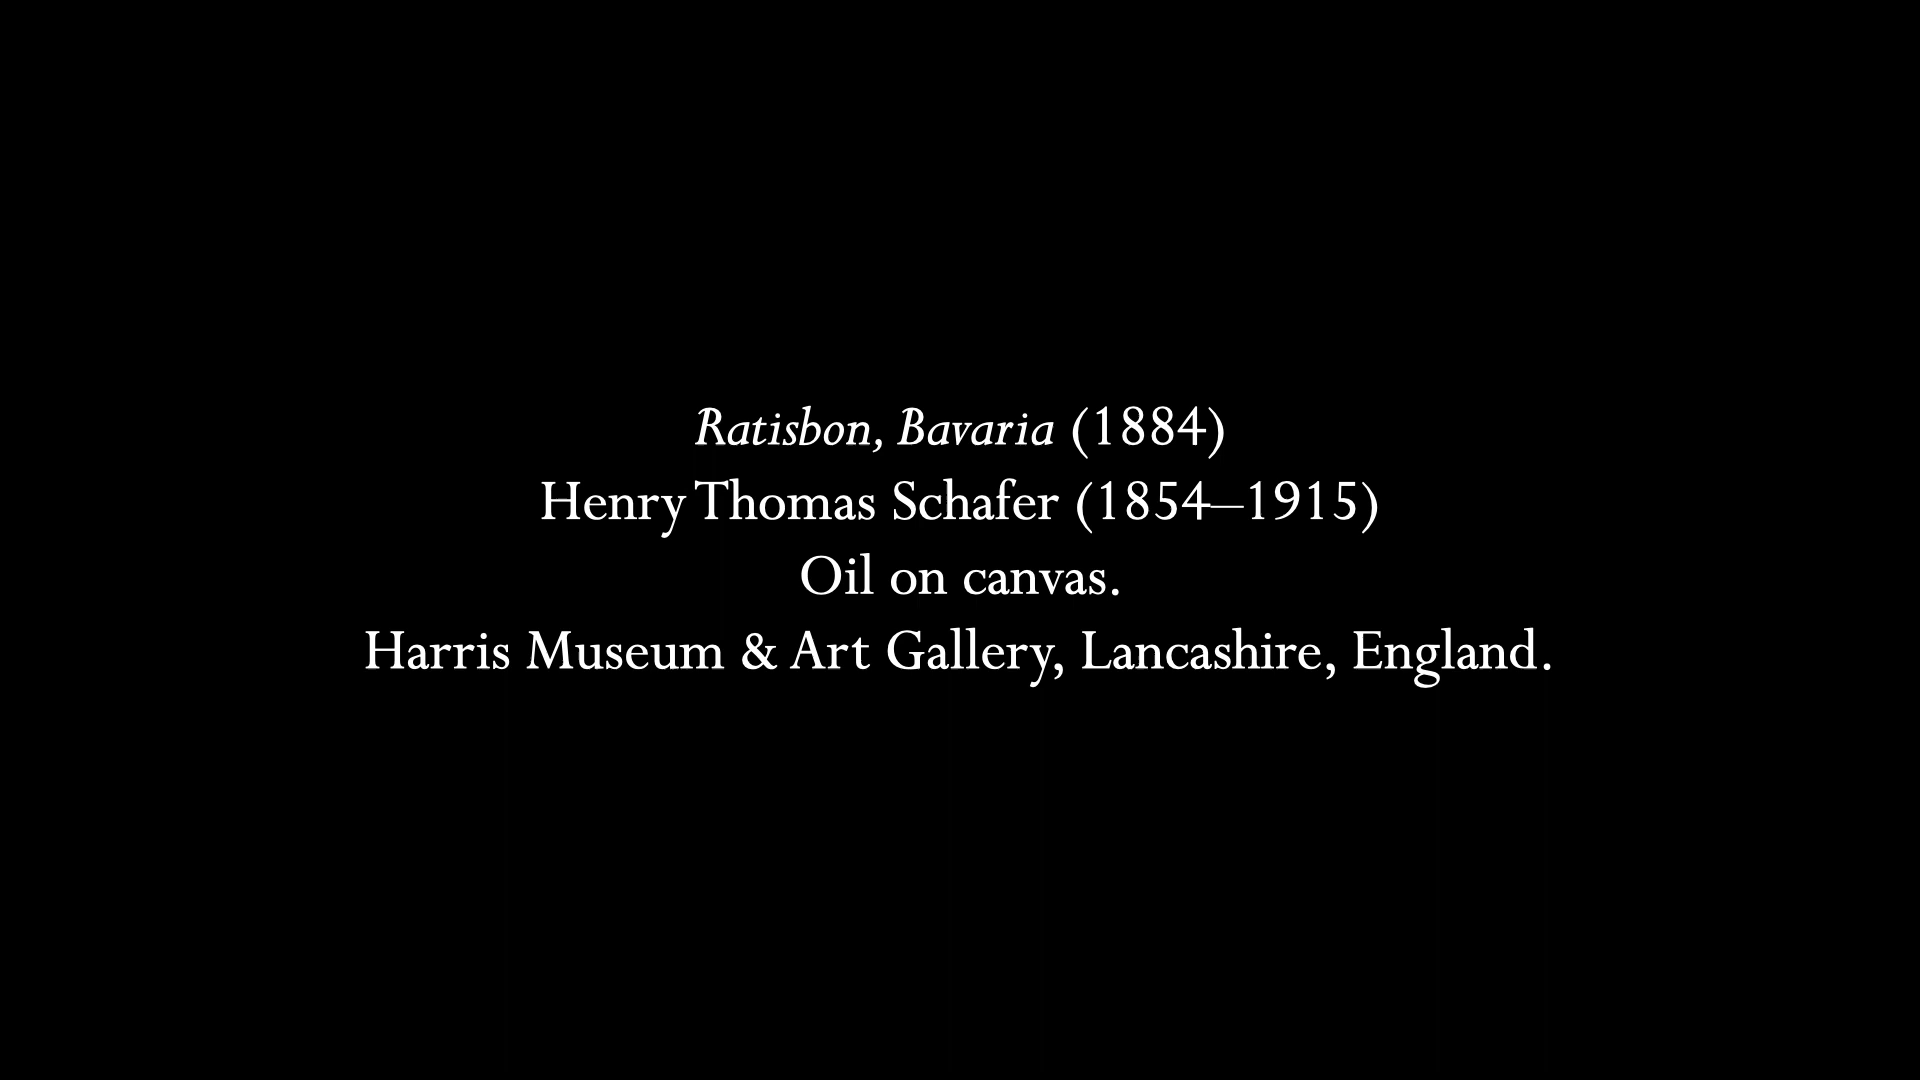 Ratisbon, Bavaria (1884)
Henry Thomas Schafer (1854–1915)
Oil on canvas.
Harris Museum & Art Gallery, Lancashire, England.